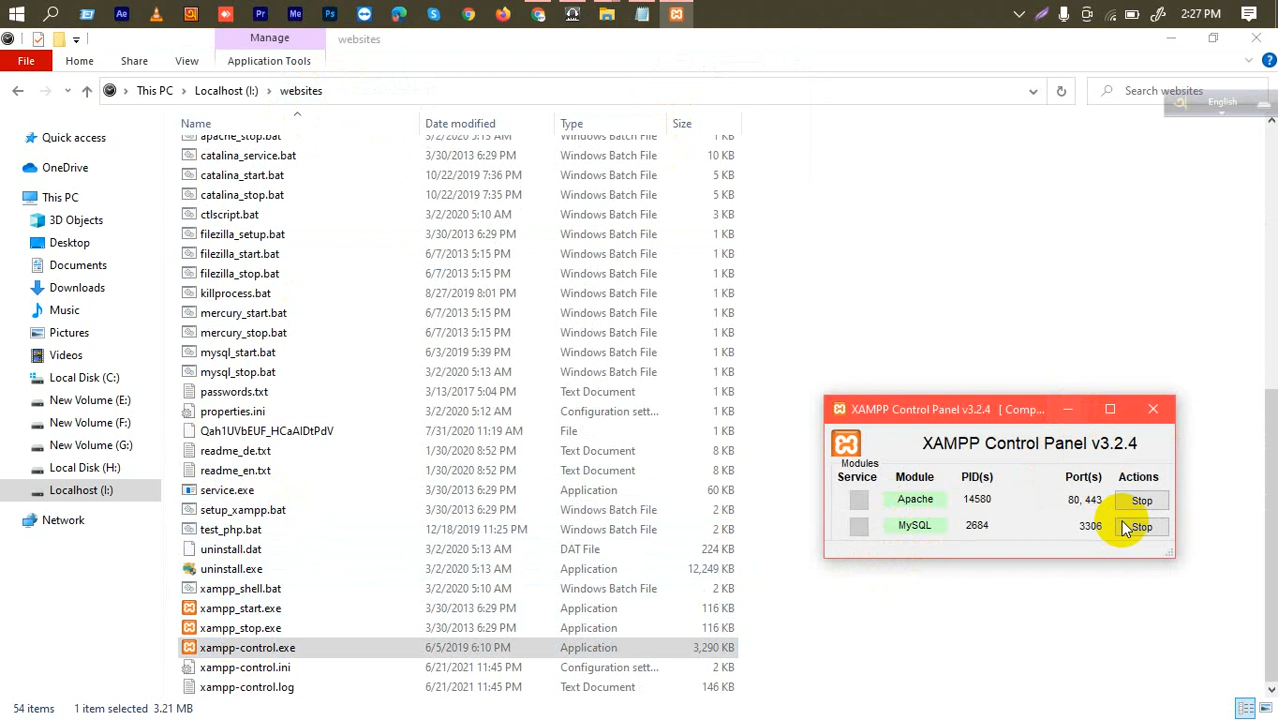 Ae
Pr
Me
Ps
2:27 PM
Manage
websites
File
Home
Share
View
Application Tools
This PC
Localhost (I:)
websites
Search websites
English
Name
Date modified
Type
Size
Quick access
OneDrive
This PC
3D Objects
Desktop
Documents
Downloads
Music
Pictures
Videos
Local Disk (C:)
New Volume (E:)
New Volume (F:)
New Volume (G:)
Local Disk (H:)
Localhost (I:)
Network
apache_stop.bat 3/2/2020 5:13 AM Windows Batch File 1 KB
catalina_service.bat 3/30/2013 6:29 PM Windows Batch File 10 KB
catalina_start.bat 10/22/2019 7:36 PM Windows Batch File 5 KB
catalina_stop.bat 10/22/2019 7:35 PM Windows Batch File 5 KB
ctlscript.bat 3/2/2020 5:10 AM Windows Batch File 3 KB
filezilla_setup.bat 3/30/2013 6:29 PM Windows Batch File 1 KB
filezilla_start.bat 6/7/2013 5:15 PM Windows Batch File 1 KB
filezilla_stop.bat 6/7/2013 5:15 PM Windows Batch File 1 KB
killprocess.bat 8/27/2019 8:01 PM Windows Batch File 1 KB
mercury_start.bat 6/7/2013 5:15 PM Windows Batch File 1 KB
mercury_stop.bat 6/7/2013 5:15 PM Windows Batch File 1 KB
mysql_start.bat 6/3/2019 5:39 PM Windows Batch File 1 KB
mysql_stop.bat 6/7/2013 5:15 PM Windows Batch File 1 KB
passwords.txt 3/13/2017 5:04 PM Text Document 1 KB
properties.ini 3/2/2020 5:12 AM Configuration sett... 1 KB
Qah1UVbEUF_HCaAlDtPdV 7/31/2020 11:19 AM File 1 KB
readme_de.txt 3/2/2020 8:52 PM Text Document 8 KB
readme_en.txt 3/2/2020 8:52 PM Text Document 8 KB
service.exe 3/30/2013 6:29 PM Application 60 KB
setup_xampp.bat 3/30/2013 6:29 PM Windows Batch File 2 KB
test_php.bat 12/18/2019 11:25 PM Windows Batch File 2 KB
uninstall.dat 3/2/2020 5:13 AM DAT File 224 KB
uninstall.exe 3/2/2020 5:13 AM Application 12,249 KB
xampp_shell.bat 3/2/2020 5:13 AM Windows Batch File 2 KB
xampp_start.exe 3/30/2013 6:29 PM Application 116 KB
xampp_stop.exe 3/30/2013 6:29 PM Application 116 KB
xampp-control.exe 6/5/2019 6:10 PM Application 3,290 KB
xampp-control.ini 6/21/2021 11:45 PM Configuration sett... 2 KB
xampp-control.log 6/21/2021 11:45 PM Text Document 146 KB
XAMPP Control Panel v3.2.4 [ Comp...
XAMPP Control Panel v3.2.4
Modules
Service Module PID(s) Port(s) Actions
Apache 14580 80, 443 Stop
MySQL 2684 3306 Stop
54 items 1 item selected 3.21 MB